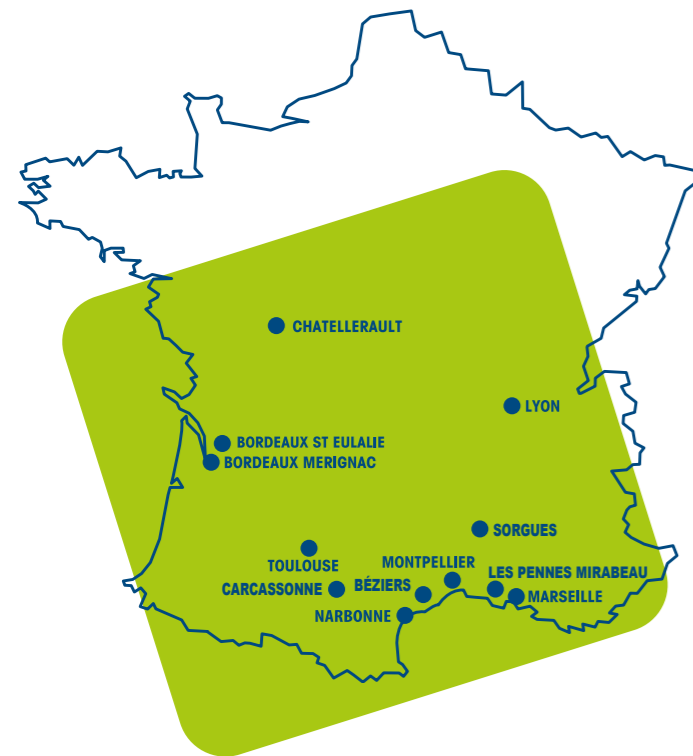 CHATELLERAULT
LYON
BORDEAUX ST EULALIE
BORDEAUX MERIGNAC
SORGUES
TOULOUSE
MONTPELLIER
LES PENNES MIRABEAU
CARCASSONNE
BÉZIERS
MARSEILLE
NARBONNE